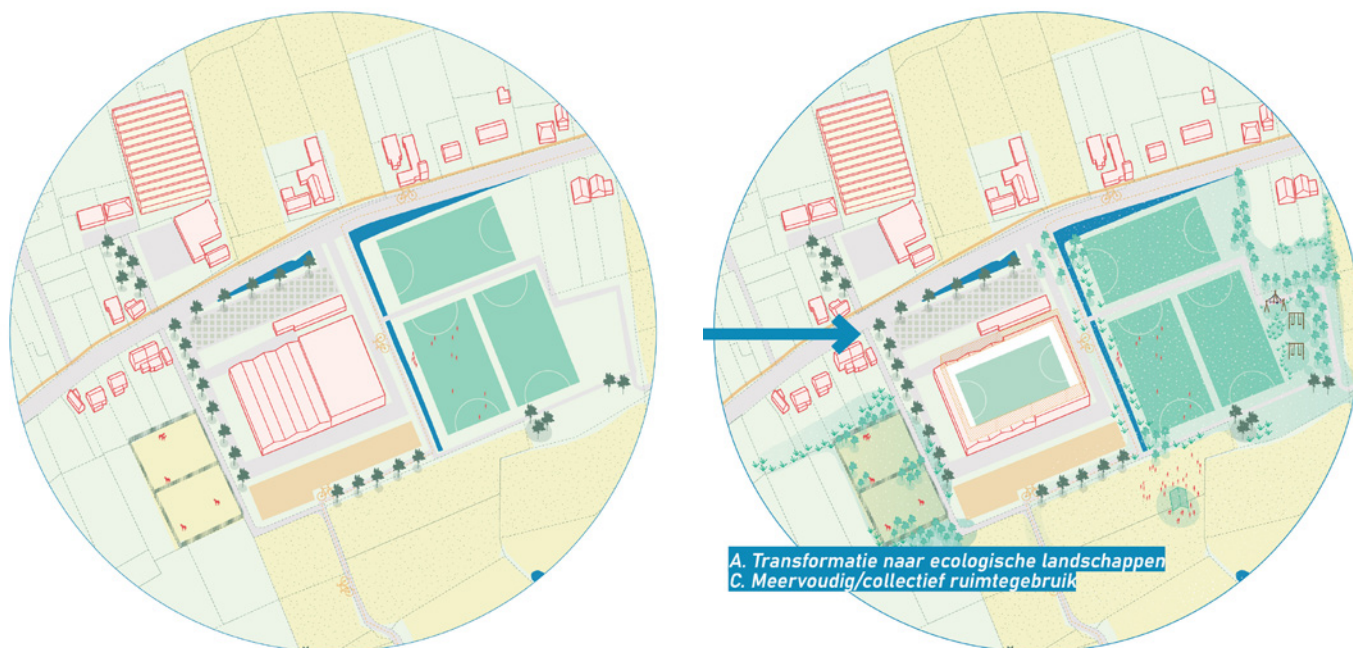 A. Transformatie naar ecologische landschappen
C. Meervoudig/collectief ruimtegebruik